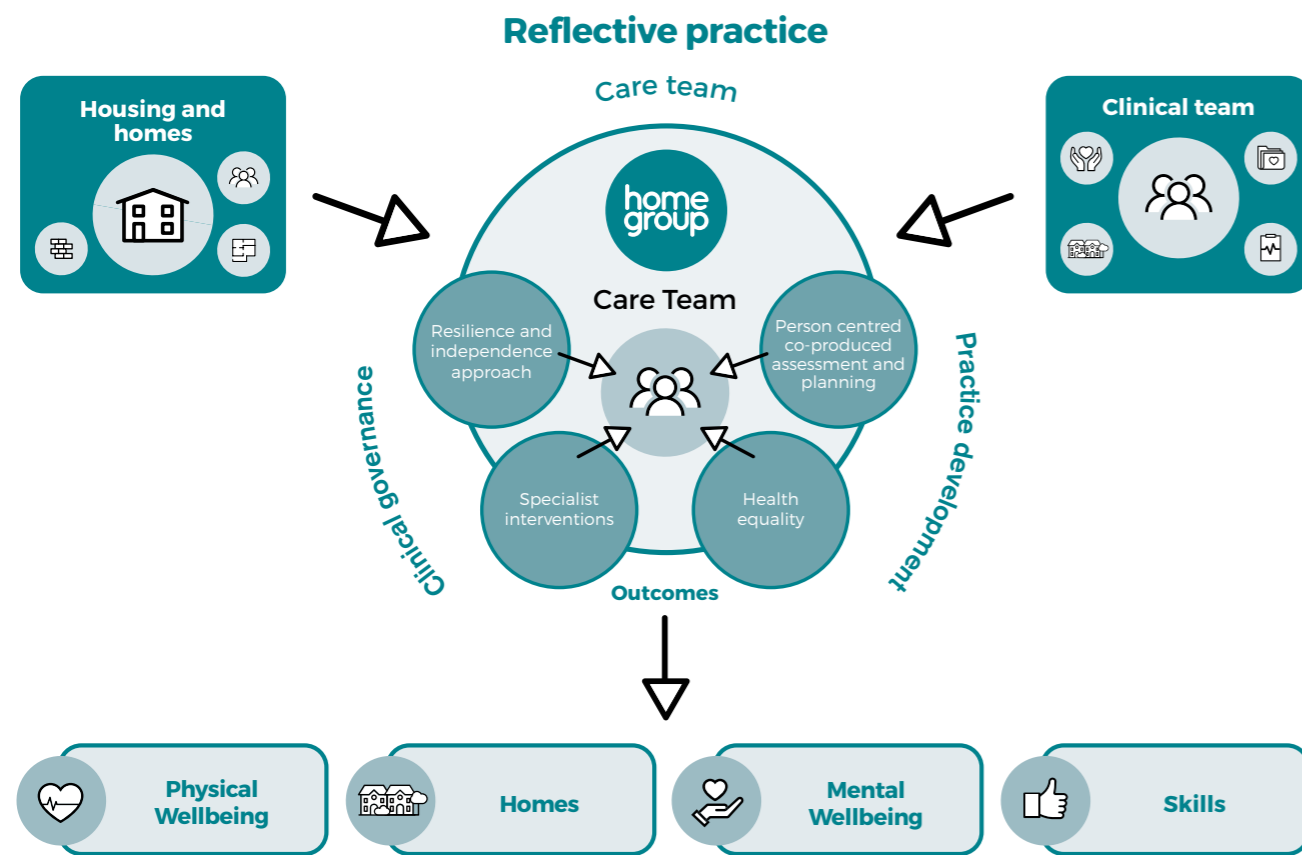 Reflective practice
Care team
Housing and
homes
Clinical team
home
group
Care Team
Resilience and
independence
approach
Person centred
co-produced
assessment and
planning
Clinical governance
Practice development
Specialist
interventions
Health
equality
Outcomes
Physical
Wellbeing
Homes
Mental
Wellbeing
Skills